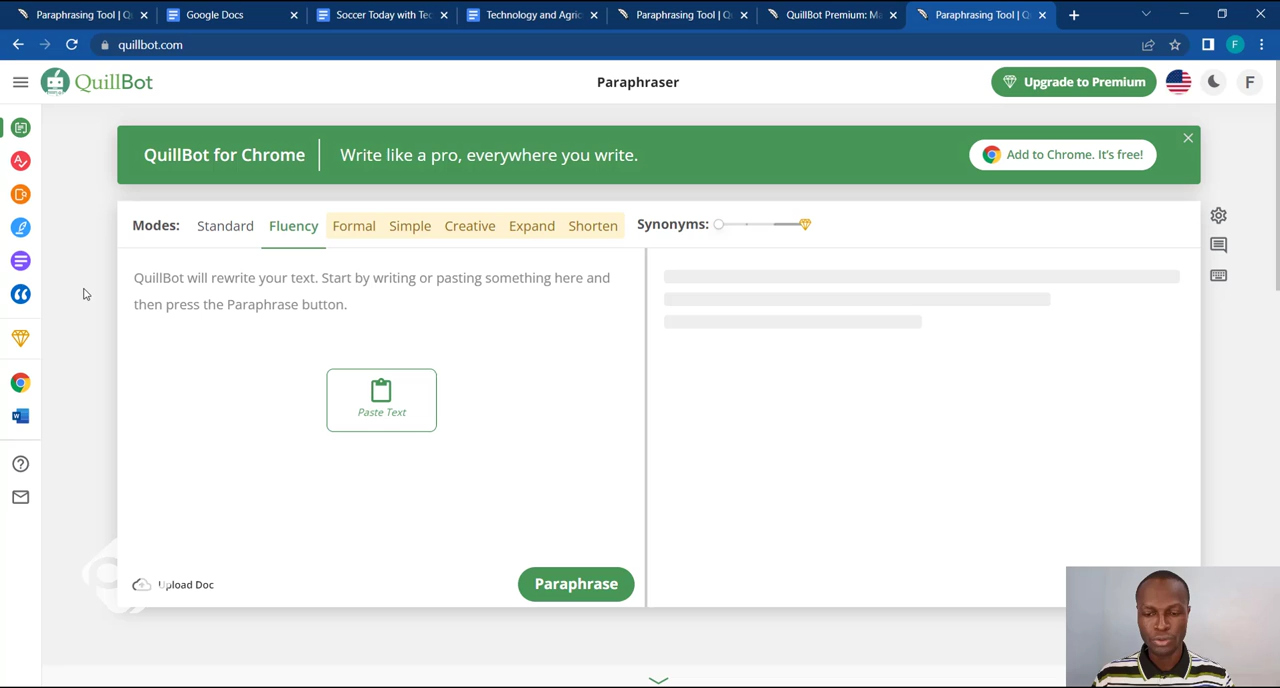 Paraphrasing Tool | Q
Google Docs
Soccer Today with Tec
Technology and Agric
Paraphrasing Tool | Q
QuillBot Premium: Ma
Paraphrasing Tool | Q
quillbot.com
F
QuillBot
Paraphraser
Upgrade to Premium
F
QuillBot for Chrome
Write like a pro, everywhere you write.
Add to Chrome. It's free!
Modes:
Standard
Fluency
Formal
Simple
Creative
Expand
Shorten
Synonyms:
QuillBot will rewrite your text. Start by writing or pasting something here and
then press the Paraphrase button.
Paste Text
Upload Doc
Paraphrase